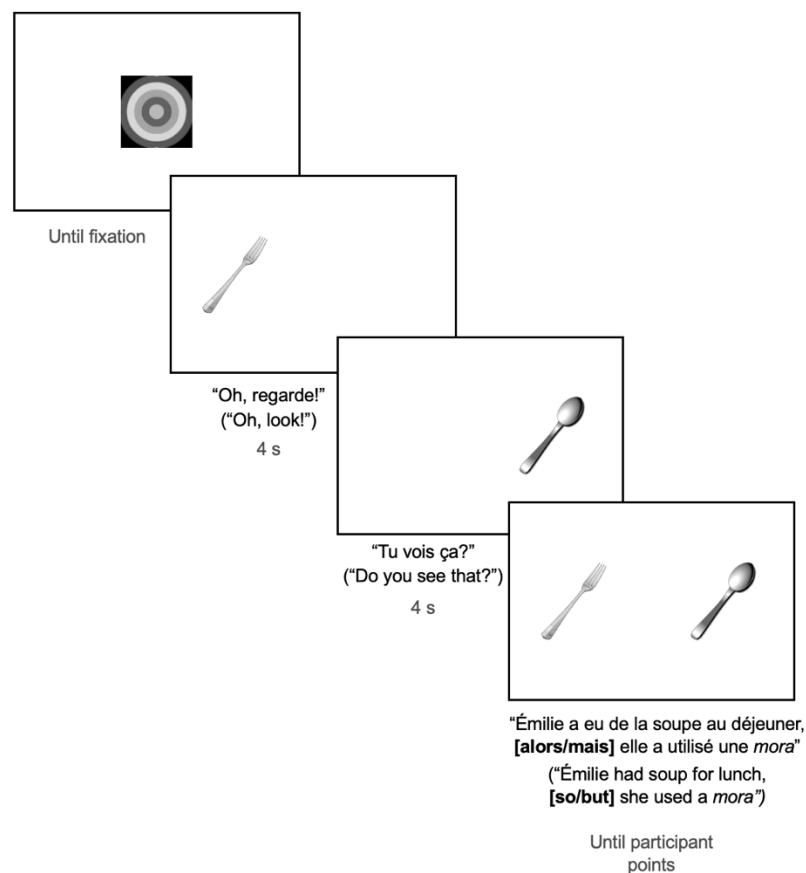 Until fixation
“Oh, regarde!”
(“Oh, look!”)
4 s
“Tu vois ça?”
(“Do you see that?”)
4 s
“Émilie a eu de la soupe au déjeuner,
[alors/mais] elle a utilisé une mora”
(“Émilie had soup for lunch,
[so/but] she used a mora”)
Until participant
points